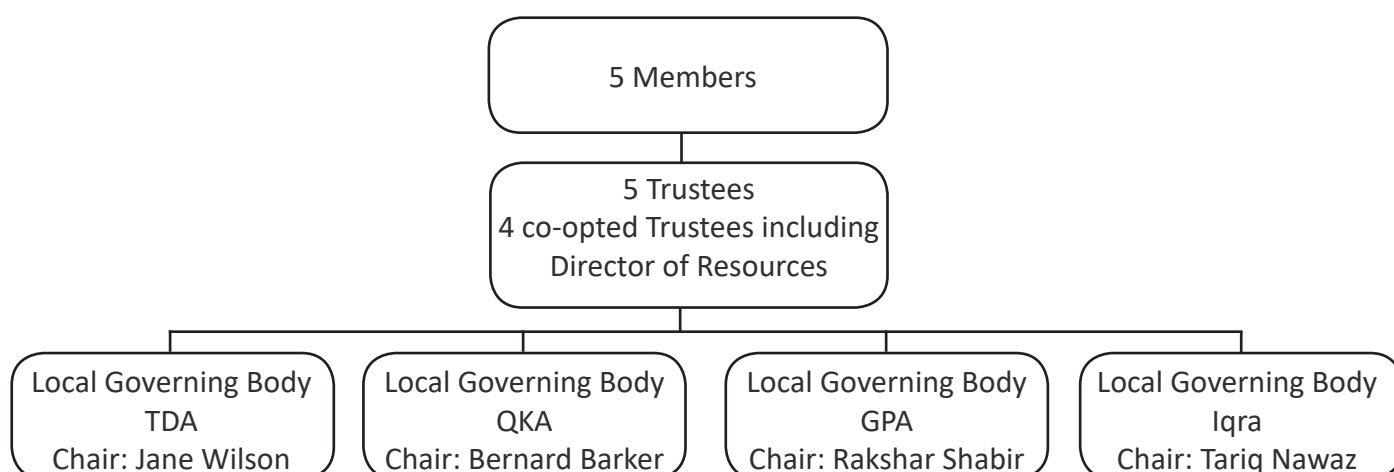 5 Members
5 Trustees
4 co-opted Trustees including
Director of Resources
Local Governing Body
TDA
Chair: Jane Wilson
Local Governing Body
QKA
Chair: Bernard Barker
Local Governing Body
GPA
Chair: Rakshar Shabir
Local Governing Body
Iqra
Chair: Tariq Nawaz